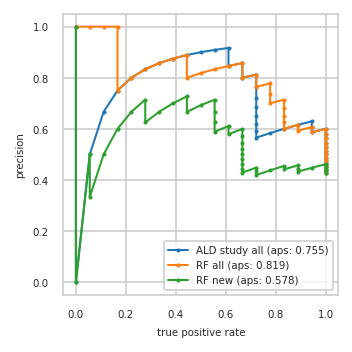 1.0
0.8
0.6
0.4
0.2
0.0
precision
ALD study all (aps: 0.755)
RF all (aps: 0.819)
RF new (aps: 0.578)
0.0 0.2 0.4 0.6 0.8 1.0
true positive rate